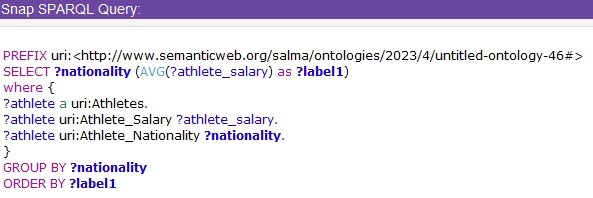 Snap SPARQL Query:
PREFIX uri:<http://www.semanticweb.org/salma/ontologies/2023/4/untitled-ontology-46#>
SELECT ?nationality (AVG(?athlete_salary) as ?label1)
where {
?athlete a uri:Athletes.
?athlete uri:Athlete_Salary ?athlete_salary.
?athlete uri:Athlete_Nationality ?nationality.
}
GROUP BY ?nationality
ORDER BY ?label1